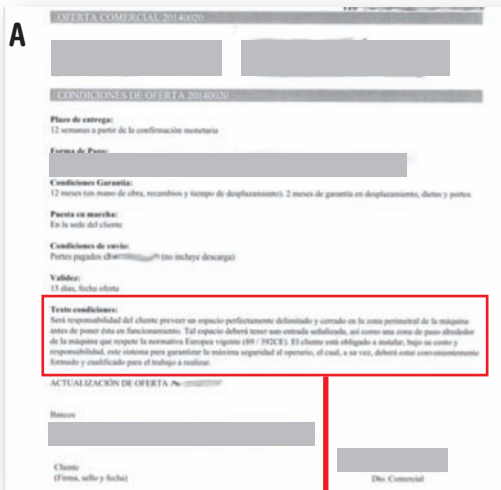 A
OFERTA COMERCIAL 20140020
CONDICIONES DE OFERTA 20140020
Plazo de entrega:
12 semanas a partir de la confirmación monetaria
Forma de Pago:
Condiciones Garantía:
12 meses (en mano de obra, recambios y tiempo de desplazamiento). 2 meses de garantía en desplazamiento, dietas y portes.
Puesta en marcha:
En la sede del cliente
Condiciones de envío:
Portes pagados (no incluye descarga)
Validez:
15 días, fecha oferta
Texto condiciones:
Será responsabilidad del cliente preveer un espacio perfectamente delimitado y cerrado en la zona perimetral de la máquina
antes de poner ésta en funcionamiento. Tal espacio deberá tener una entrada señalizada, así como una zona de paso alrededor
de la máquina que respete la normativa Europea vigente (89 / 392CE). El cliente está obligado a instalar, bajo su costo y
responsabilidad, este sistema para garantizar la máxima seguridad al operario, el cual, a su vez, deberá estar convenientemente
formado y cualificado para el trabajo a realizar.
ACTUALIZACIÓN DE OFERTA
Bancos
Cliente
(Firma, sello y fecha)
Dto. Comercial